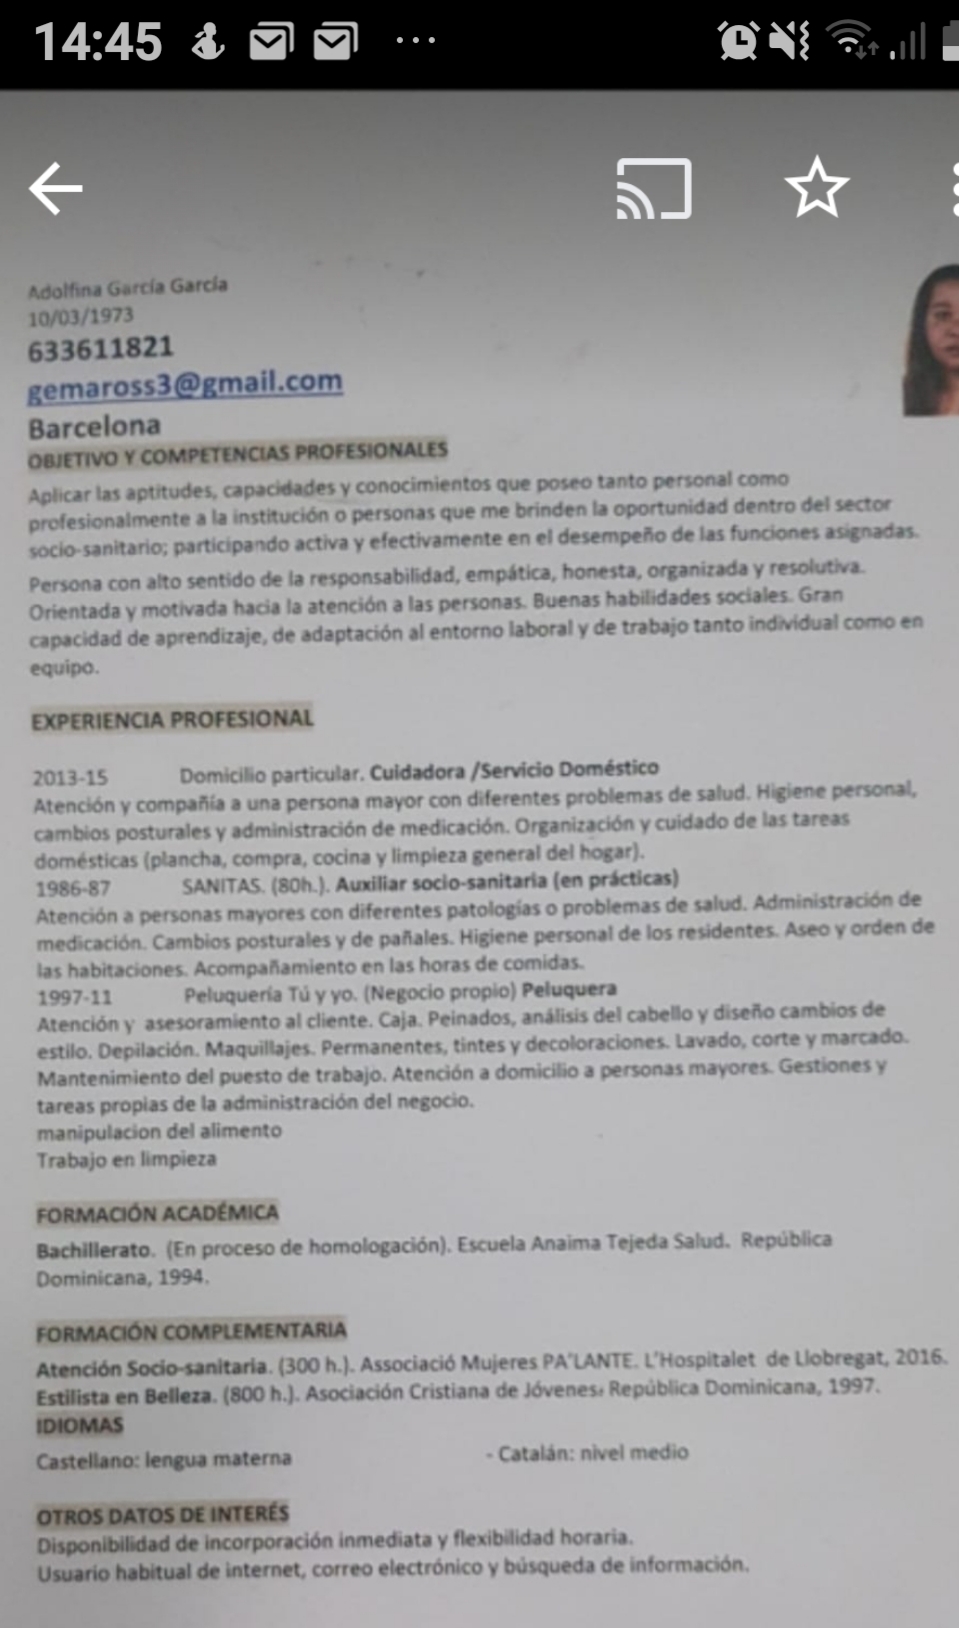 14:45
Adolfina García García
10/03/1973
633611821
gemaross3@gmail.com
Barcelona
OBJETIVO Y COMPETENCIAS PROFESIONALES
Aplicar las aptitudes, capacidades y conocimientos que poseo tanto personal como
profesionalmente a la institución o personas que me brinden la oportunidad dentro del sector
socio-sanitario; participando activa y efectivamente en el desempeño de las funciones asignadas.
Persona con alto sentido de la responsabilidad, empática, honesta, organizada y resolutiva.
Orientada y motivada hacia la atención a las personas. Buenas habilidades sociales. Gran
capacidad de aprendizaje, de adaptación al entorno laboral y de trabajo tanto individual como en
equipo.
EXPERIENCIA PROFESIONAL
2013-15 Domicilio particular. Cuidadora /Servicio Doméstico
Atención y compañía a una persona mayor con diferentes problemas de salud. Higiene personal,
cambios posturales y administración de medicación. Organización y cuidado de las tareas
domésticas (plancha, compra, cocina y limpieza general del hogar).
1986-87 SANITAS. (80h.). Auxiliar socio-sanitaria (en prácticas)
Atención a personas mayores con diferentes patologías o problemas de salud. Administración de
medicación. Cambios posturales y de pañales. Higiene personal de los residentes. Aseo y orden de
las habitaciones. Acompañamiento en las horas de comidas.
1997-11 Peluquería Tú y yo. (Negocio propio) Peluquera
Atención y asesoramiento al cliente. Caja. Peinados, análisis del cabello y diseño cambios de
estilo. Depilación. Maquillajes. Permanentes, tintes y decoloraciones. Lavado, corte y marcado.
Mantenimiento del puesto de trabajo. Atención a domicilio a personas mayores. Gestiones y
tareas propias de la administración del negocio.
manipulacion del alimento
Trabajo en limpieza
FORMACIÓN ACADÉMICA
Bachillerato. (En proceso de homologación). Escuela Anaima Tejeda Salud. República
Dominicana, 1994.
FORMACIÓN COMPLEMENTARIA
Atención Socio-sanitaria. (300 h.). Associació Mujeres PA'LANTE. L'Hospitalet de Llobregat, 2016.
Estilista en Belleza. (800 h.). Asociación Cristiana de Jóvenes. República Dominicana, 1997.
IDIOMAS
Castellano: lengua materna - Catalán: nivel medio
OTROS DATOS DE INTERÉS
Disponibilidad de incorporación inmediata y flexibilidad horaria.
Usuario habitual de internet, correo electrónico y búsqueda de información.